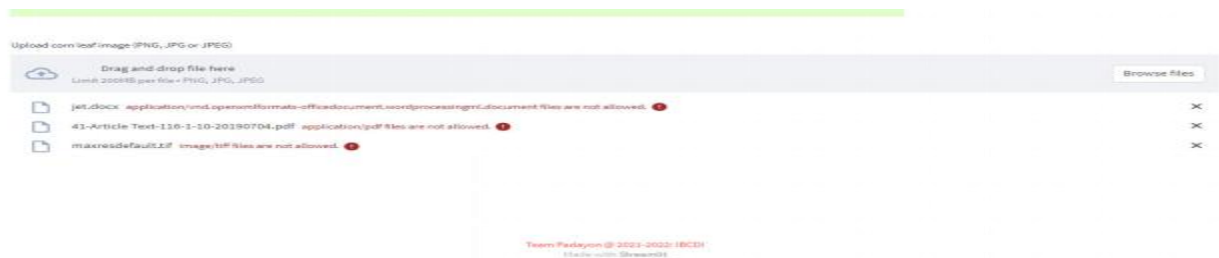 Upload corn leaf image (PNG, JPG or JPEG)
Drag and drop file here
Limit 200MB per file • PNG, JPG, JPEG
Browse files
jet.docx application/vnd.openxmlformats-officedocument.wordprocessingml.document files are not allowed.
41-Article Text-116-1-10-20190704.pdf application/pdf files are not allowed.
maxresdefault.tif image/tiff files are not allowed.
Team Padayon @ 2021-2022:
Made with Streamlit